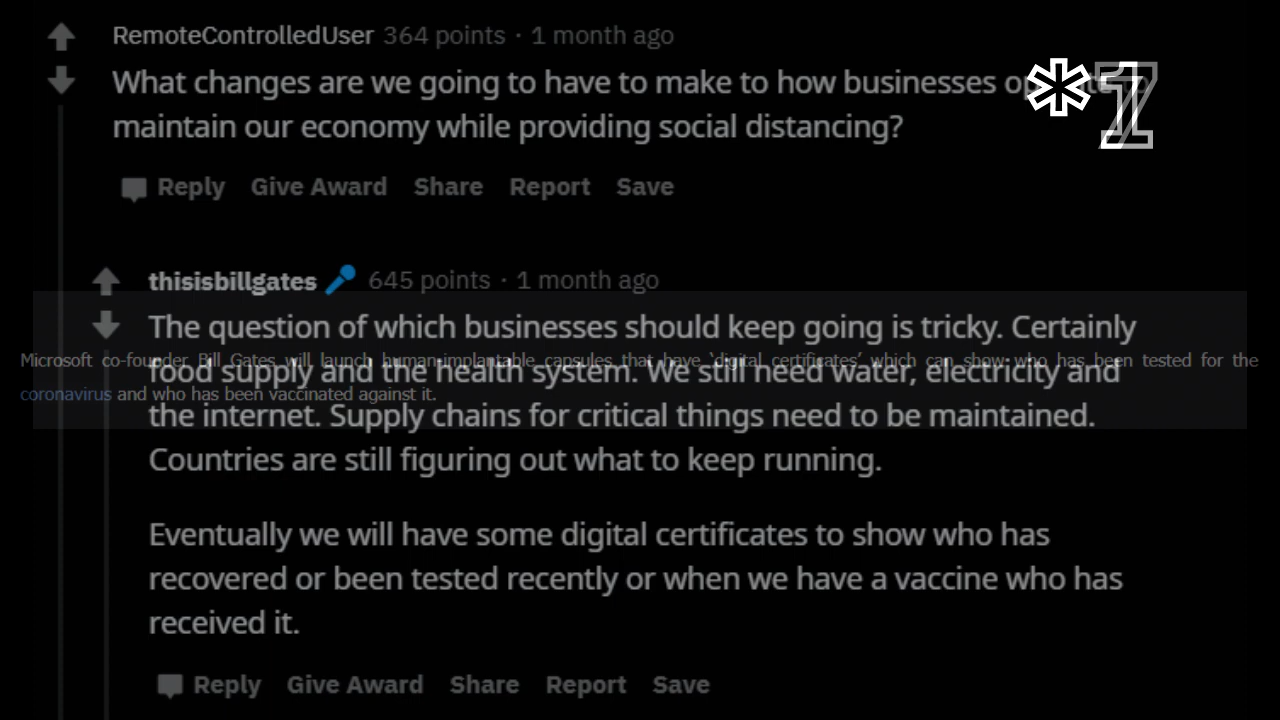 RemoteControlledUser 364 points · 1 month ago
What changes are we going to have to make to how businesses
maintain our economy while providing social distancing?
Reply Give Award Share Report Save
thisisbillgates 645 points · 1 month ago
The question of which businesses should keep going is tricky. Certainly
Microsoft co-founder Bill Gates will launch human-implantable capsules that have 'digital certificates' which can show who has been tested for the
food supply and the health system. We still need water, electricity and
coronavirus and who has been vaccinated against it.
the internet. Supply chains for critical things need to be maintained.
Countries are still figuring out what to keep running.
Eventually we will have some digital certificates to show who has
recovered or been tested recently or when we have a vaccine who has
received it.
Reply Give Award Share Report Save